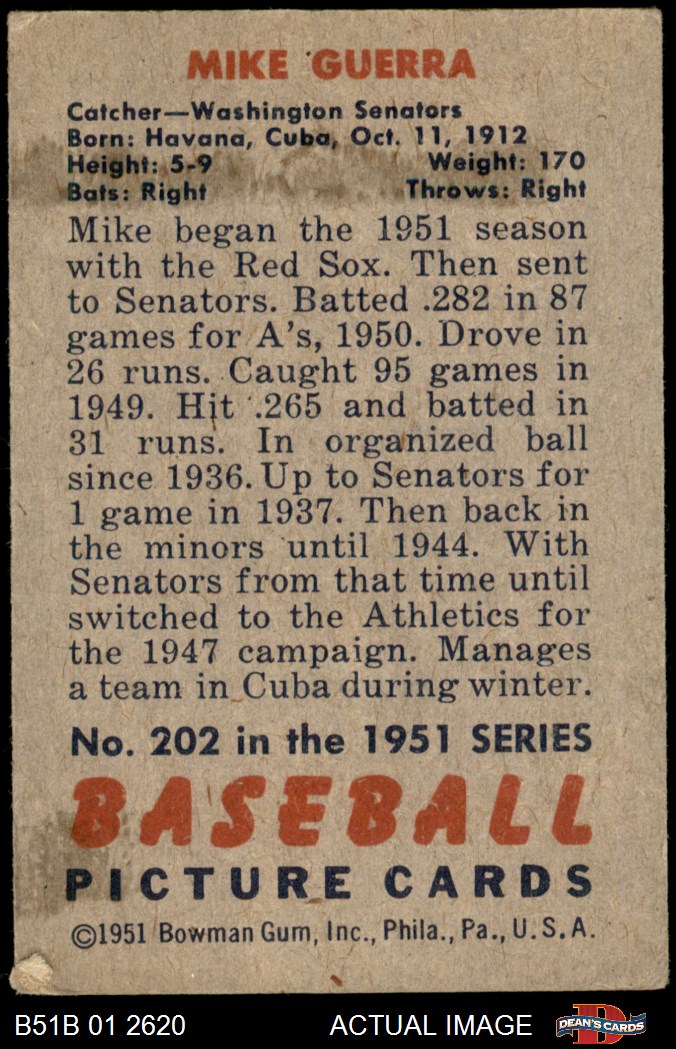 MIKE GUERRA
Catcher—Washington Senators
Born: Havana, Cuba, Oct. 11, 1912
Height: 5-9 Weight: 170
Bats: Right Throws: Right
Mike began the 1951 season
with the Red Sox. Then sent
to Senators. Batted .282 in 87
games for A's, 1950. Drove in
26 runs. Caught 95 games in
1949. Hit .265 and batted in
31 runs. In organized ball
since 1936. Up to Senators for
1 game in 1937. Then back in
the minors until 1944. With
Senators from that time until
switched to the Athletics for
the 1947 campaign. Manages
a team in Cuba during winter.
No. 202 in the 1951 SERIES
BASEBALL
PICTURE CARDS
©1951 Bowman Gum, Inc., Phila., Pa., U.S.A.
B51B 01 2620 ACTUAL IMAGE D DEAN'S CARDS